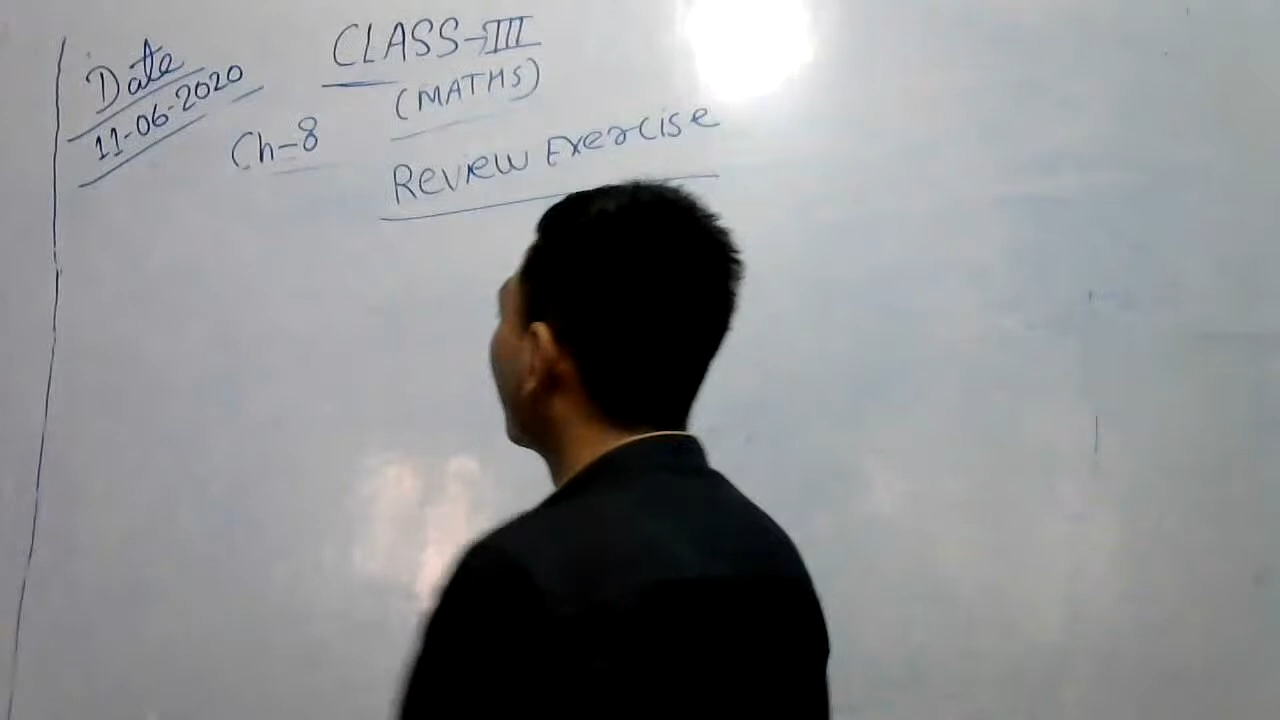 Date
11-06-2020
CLASS-III
(MATHS)
Ch-8
Review Exercise